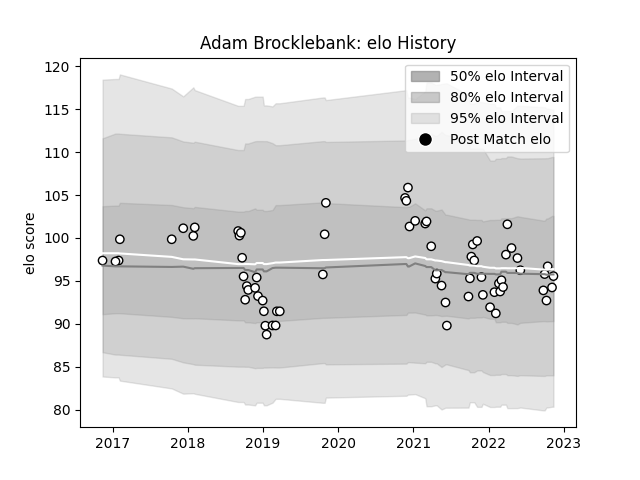 Adam Brocklebank: elo History
120
115
110
105
100
95
90
85
80
elo score
50% elo Interval
80% elo Interval
95% elo Interval
Post Match elo
2017 2018 2019 2020 2021 2022 2023